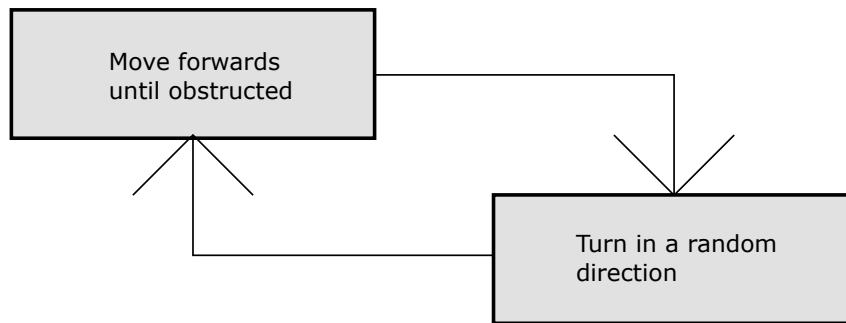 Move forwards
until obstructed
Turn in a random
direction